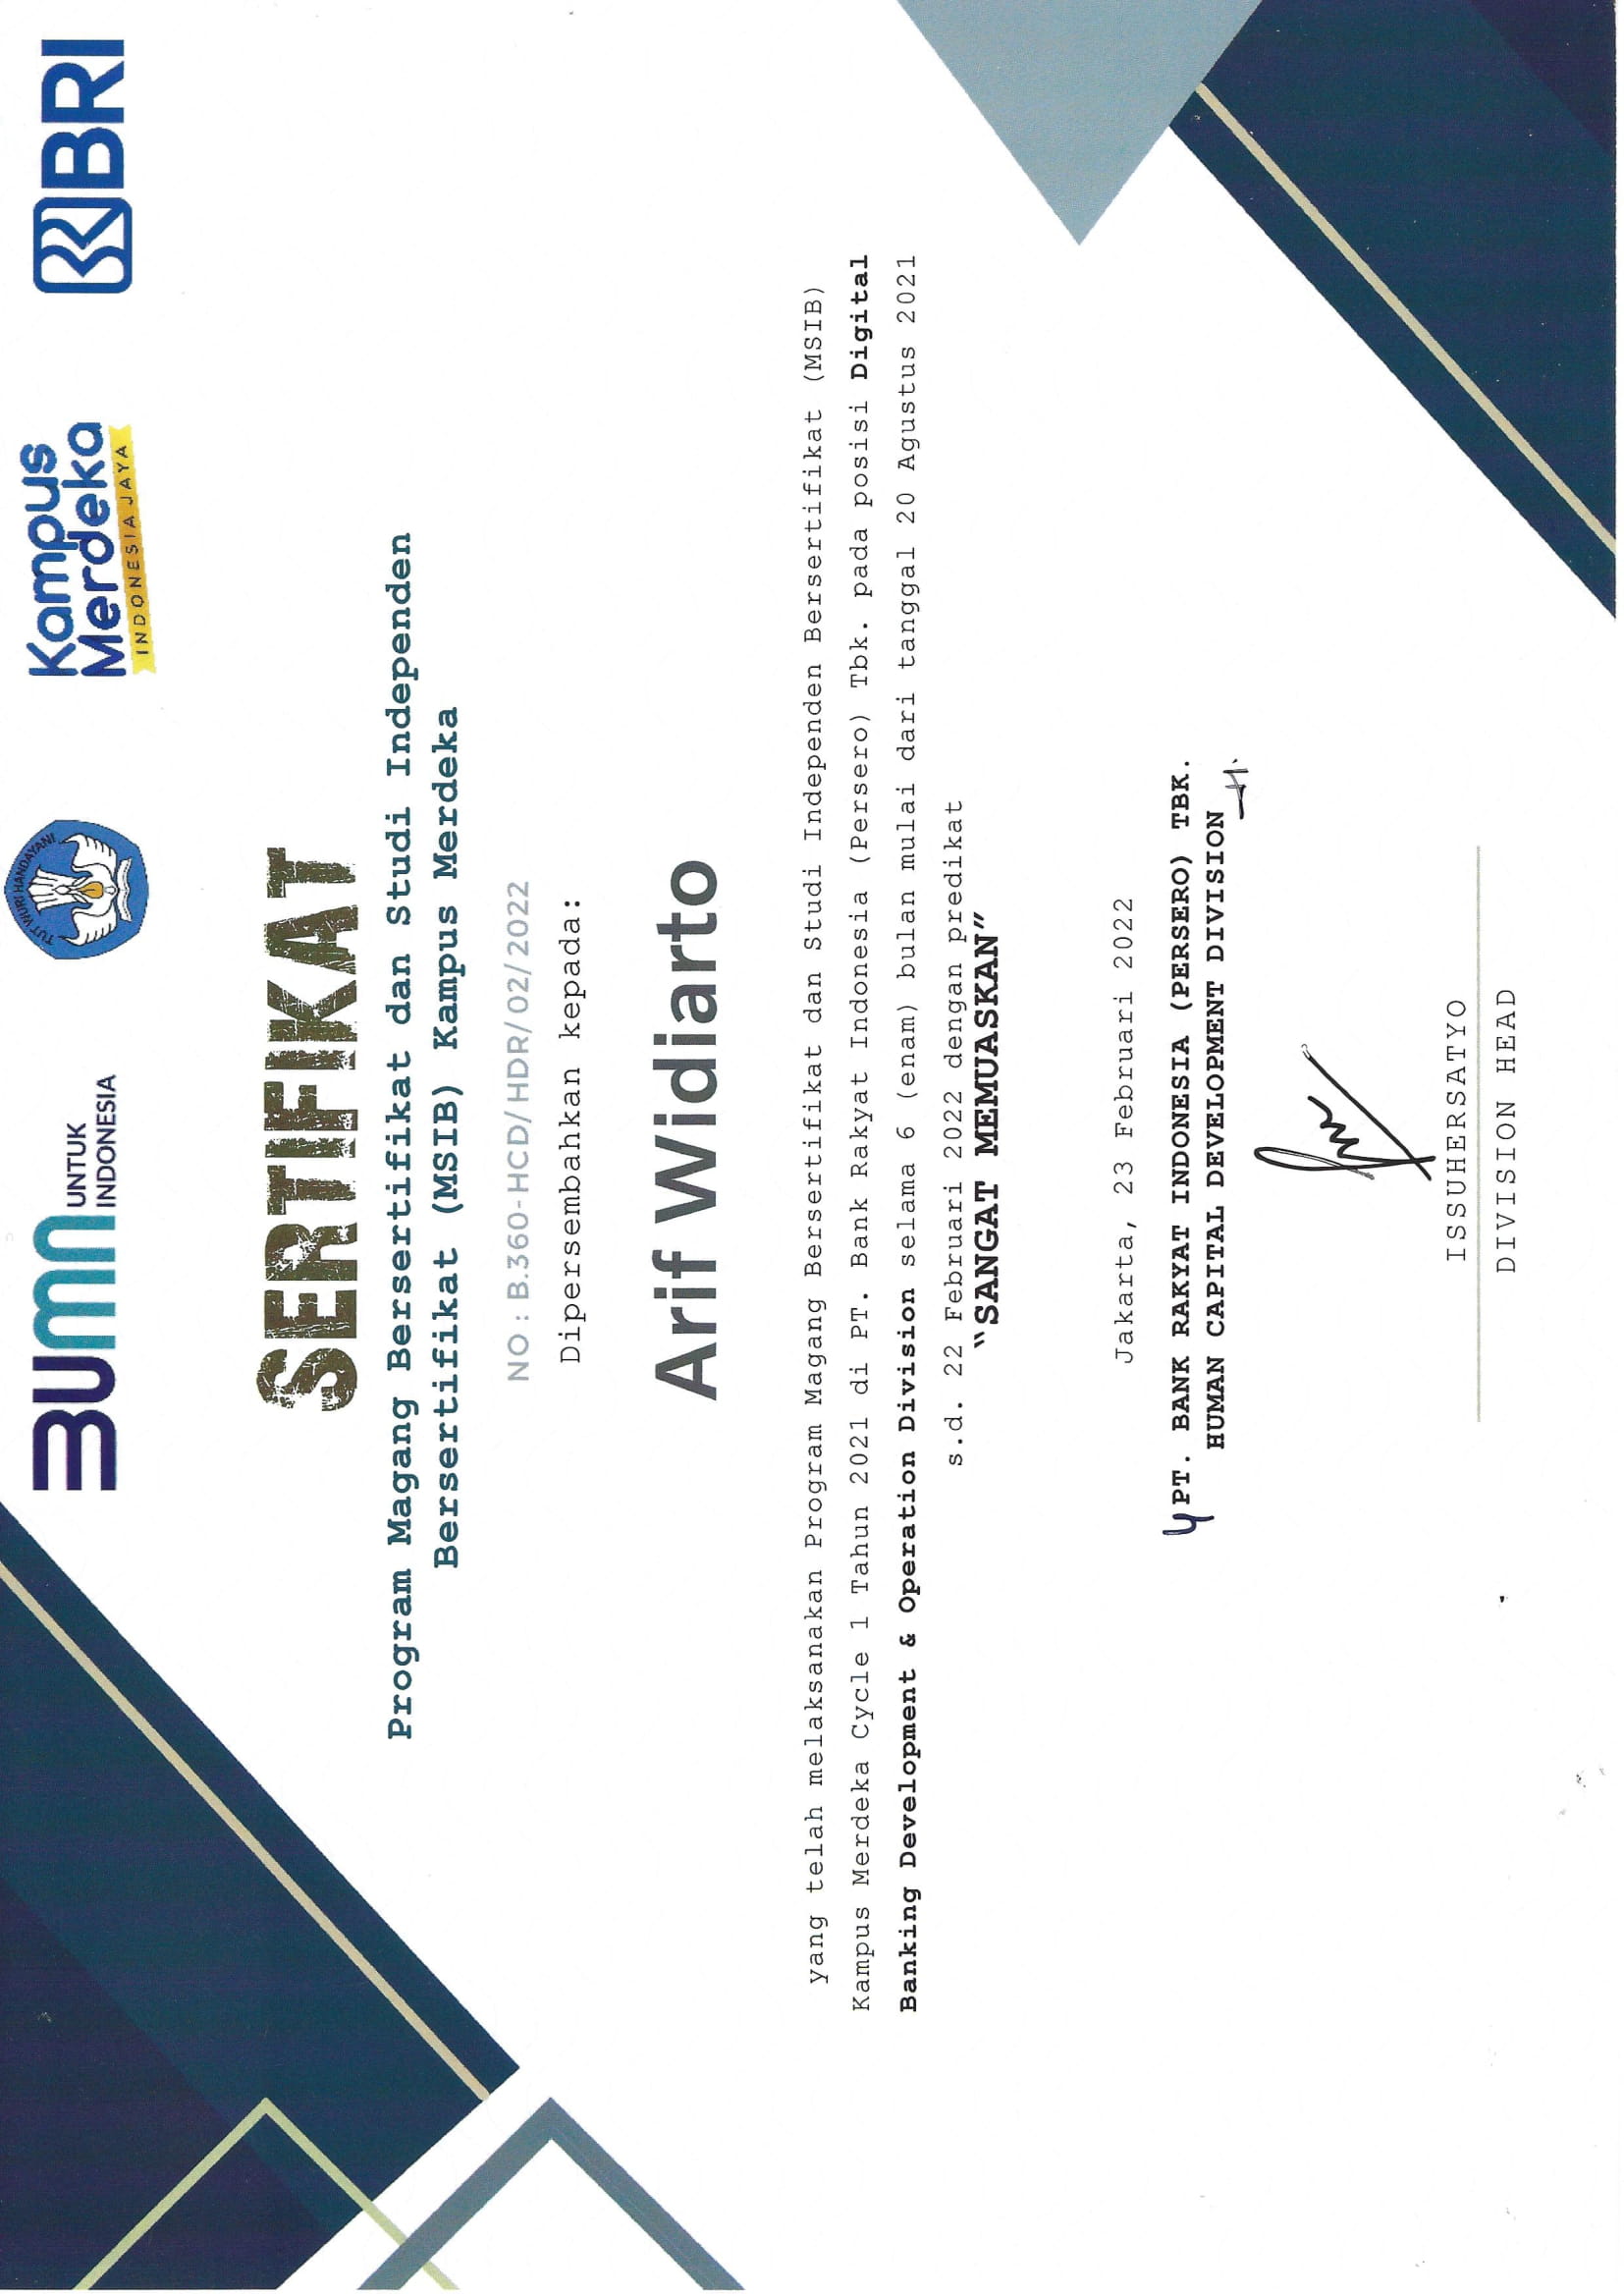 BUMN UNTUK INDONESIA
TUT WURI HANDAYANI
Kampus Merdeka
INDONESIA JAYA
BRI
SERTIFIKAT
Program Magang Bersertifikat dan Studi Independen
Bersertifikat (MSIB) Kampus Merdeka
NO : B.360-HCD/HDR/02/2022
Dipersembahkan kepada:
Arif Widiarto
yang telah melaksanakan Program Magang Bersertifikat dan Studi Independen Bersertifikat (MSIB)
Kampus Merdeka Cycle 1 Tahun 2021 di PT. Bank Rakyat Indonesia (Persero) Tbk. pada posisi Digital
Banking Development & Operation Division selama 6 (enam) bulan mulai dari tanggal 20 Agustus 2021
s.d. 22 Februari 2022 dengan predikat
“SANGAT MEMUASKAN”
Jakarta, 23 Februari 2022
PT. BANK RAKYAT INDONESIA (PERSERO) TBK.
HUMAN CAPITAL DEVELOPMENT DIVISION
ISSUHERSATYO
DIVISION HEAD